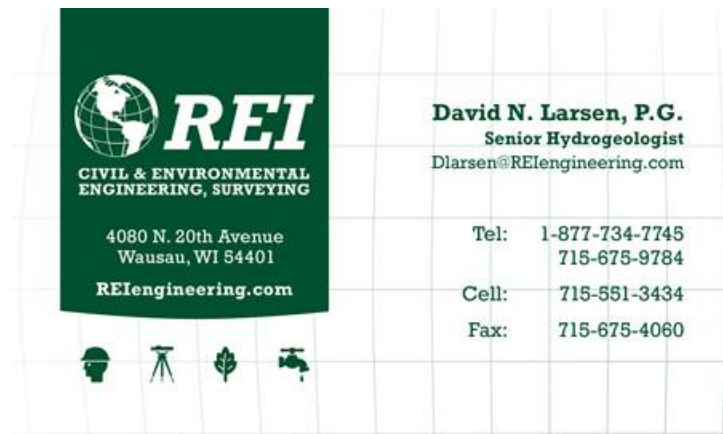 REI
CIVIL & ENVIRONMENTAL
ENGINEERING, SURVEYING
4080 N. 20th Avenue
Wausau, WI 54401
REIengineering.com
David N. Larsen, P.G.
Senior Hydrogeologist
Dlarsen@REIengineering.com
Tel: 1-877-734-7745
715-675-9784
Cell: 715-551-3434
Fax: 715-675-4060